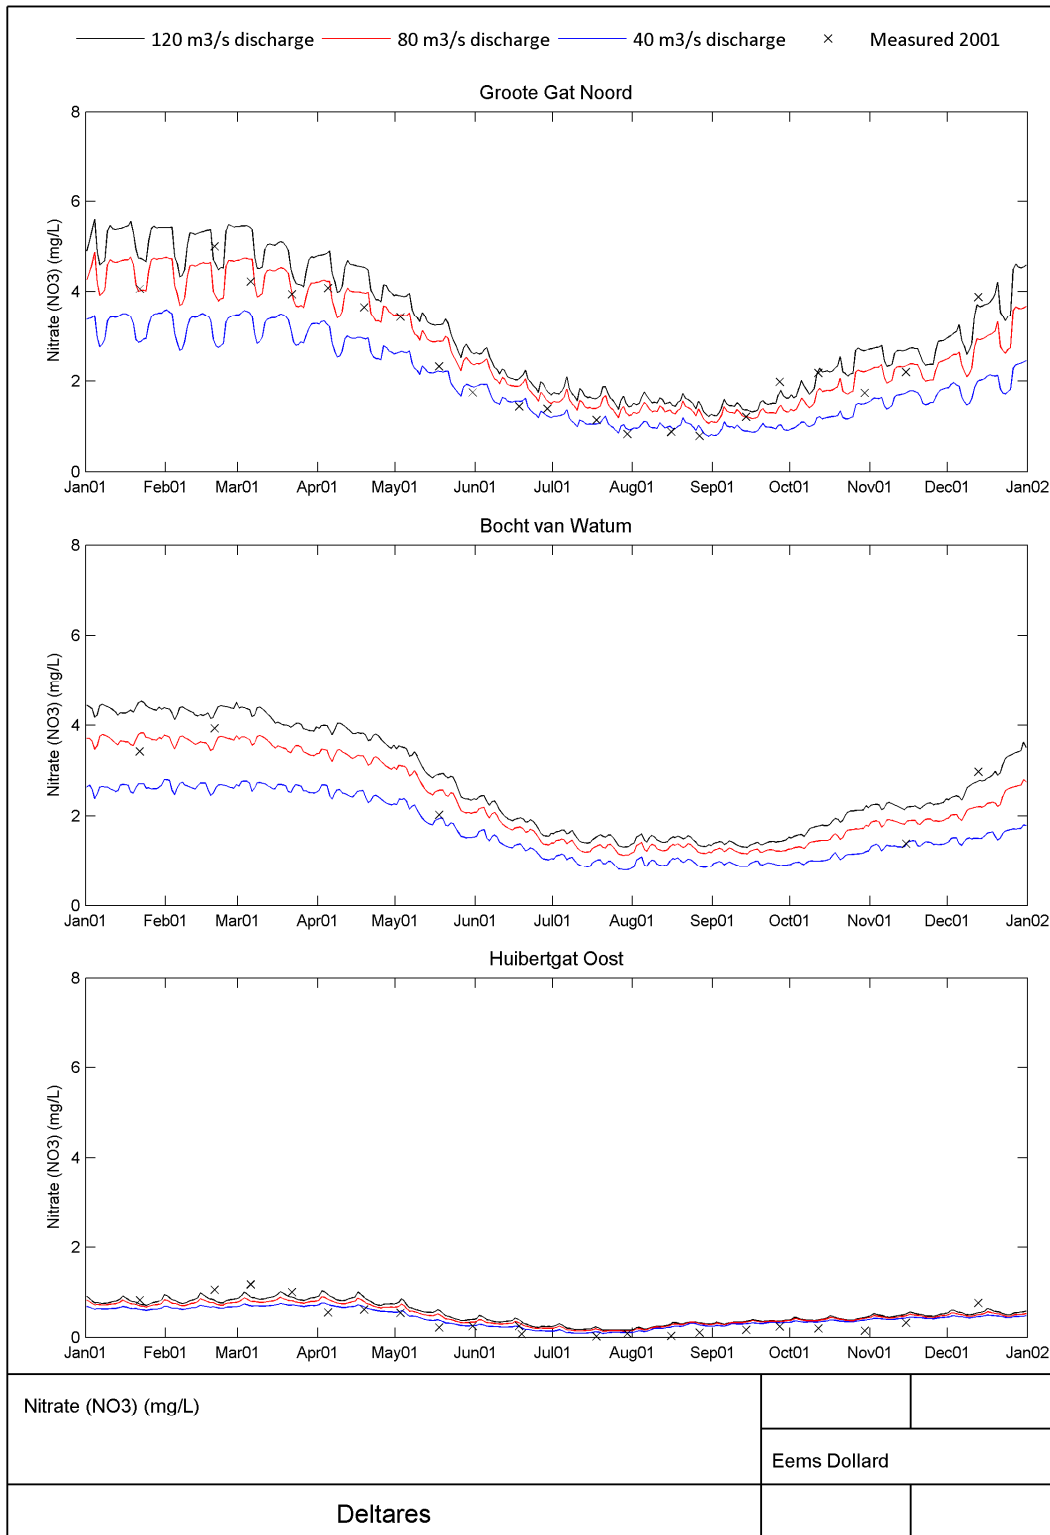 120 m3/s discharge 80 m3/s discharge 40 m3/s discharge × Measured 2001
Groote Gat Noord
Nitrate (NO3) (mg/L)
8
6
4
2
0
Jan01 Feb01 Mar01 Apr01 May01 Jun01 Jul01 Aug01 Sep01 Oct01 Nov01 Dec01 Jan02
Bocht van Watum
Nitrate (NO3) (mg/L)
8
6
4
2
0
Jan01 Feb01 Mar01 Apr01 May01 Jun01 Jul01 Aug01 Sep01 Oct01 Nov01 Dec01 Jan02
Huibertgat Oost
Nitrate (NO3) (mg/L)
8
6
4
2
0
Jan01 Feb01 Mar01 Apr01 May01 Jun01 Jul01 Aug01 Sep01 Oct01 Nov01 Dec01 Jan02
Nitrate (NO3) (mg/L)
Eems Dollard
Deltares